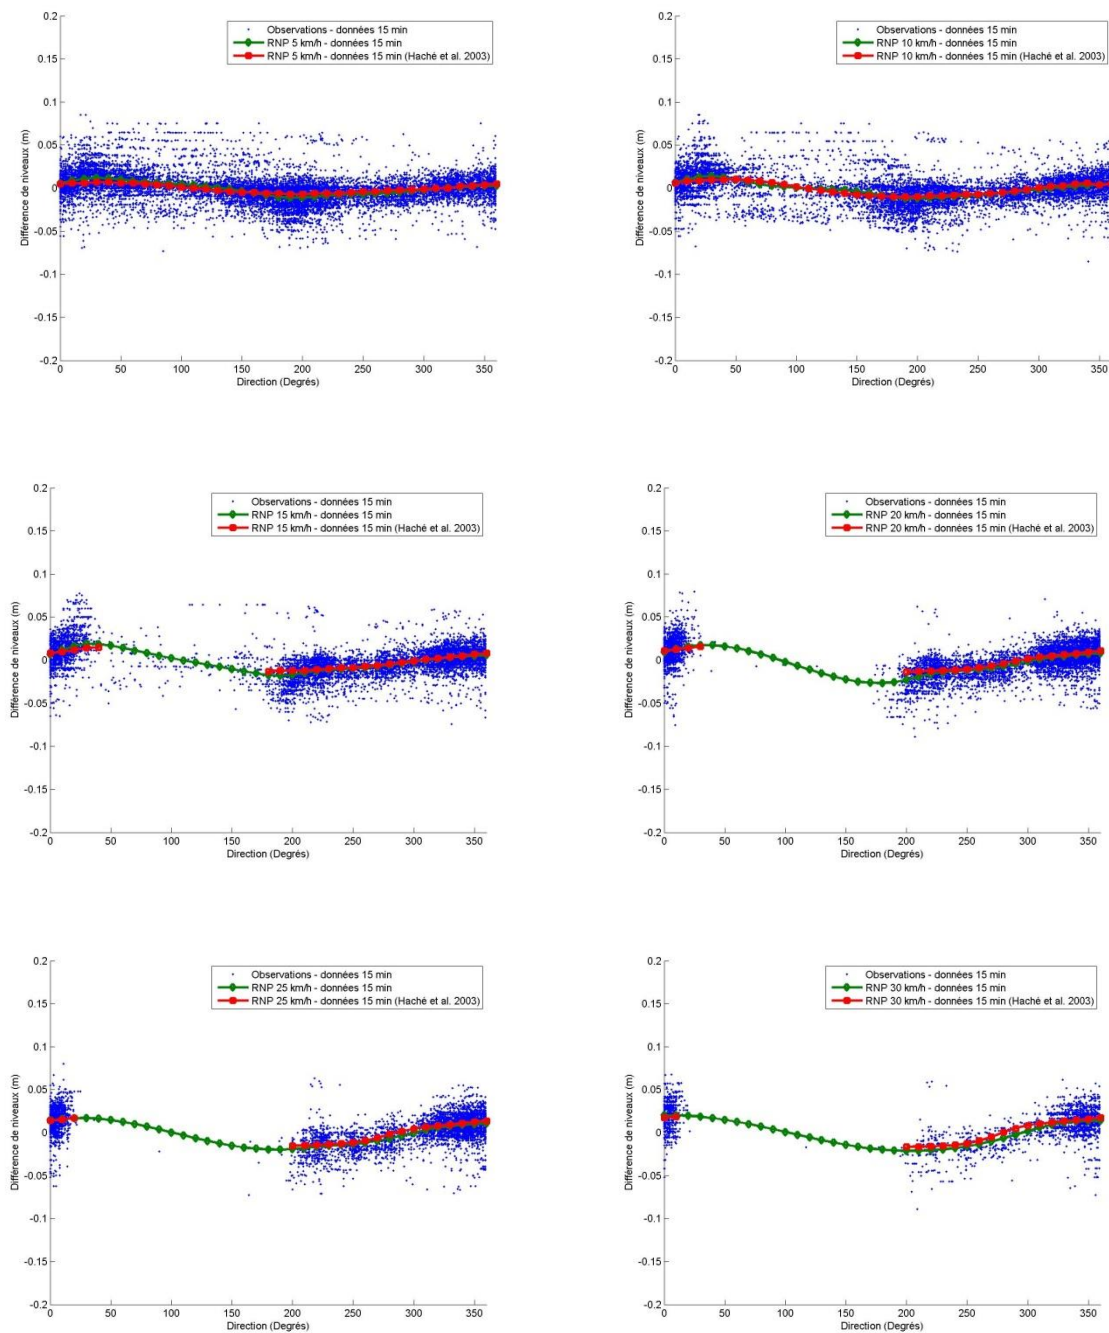 0.2
0.15
0.1
0.05
0
-0.05
-0.1
-0.15
-0.2
0 50 100 150 200 250 300 350
Direction (Degrés)
Différence de niveaux (m)
Observations - données 15 min
RNP 5 km/h - données 15 min
RNP 5 km/h - données 15 min (Haché et al. 2003)
0.2
0.15
0.1
0.05
0
-0.05
-0.1
-0.15
-0.2
0 50 100 150 200 250 300 350
Direction (Degrés)
Différence de niveaux (m)
Observations - données 15 min
RNP 10 km/h - données 15 min
RNP 10 km/h - données 15 min (Haché et al. 2003)
0.2
0.15
0.1
0.05
0
-0.05
-0.1
-0.15
-0.2
0 50 100 150 200 250 300 350
Direction (Degrés)
Différence de niveaux (m)
Observations - données 15 min
RNP 15 km/h - données 15 min
RNP 15 km/h - données 15 min (Haché et al. 2003)
0.2
0.15
0.1
0.05
0
-0.05
-0.1
-0.15
-0.2
0 50 100 150 200 250 300 350
Direction (Degrés)
Différence de niveaux (m)
Observations - données 15 min
RNP 20 km/h - données 15 min
RNP 20 km/h - données 15 min (Haché et al. 2003)
0.2
0.15
0.1
0.05
0
-0.05
-0.1
-0.15
-0.2
0 50 100 150 200 250 300 350
Direction (Degrés)
Différence de niveaux (m)
Observations - données 15 min
RNP 25 km/h - données 15 min
RNP 25 km/h - données 15 min (Haché et al. 2003)
0.2
0.15
0.1
0.05
0
-0.05
-0.1
-0.15
-0.2
0 50 100 150 200 250 300 350
Direction (Degrés)
Différence de niveaux (m)
Observations - données 15 min
RNP 30 km/h - données 15 min
RNP 30 km/h - données 15 min (Haché et al. 2003)